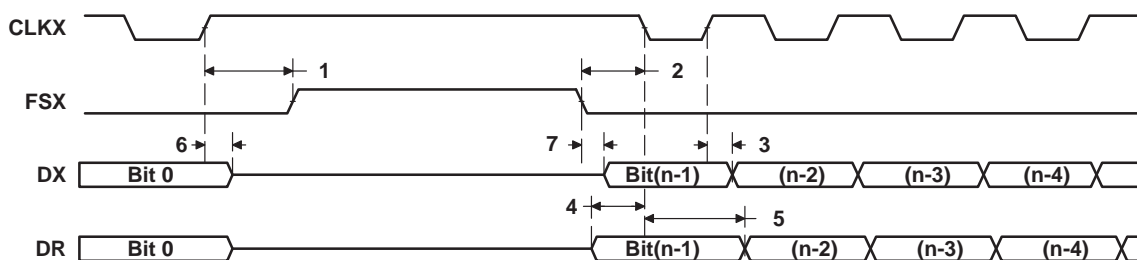 CLKX
1
2
FSX
6
7
3
DX
Bit 0
Bit(n-1)
(n-2)
(n-3)
(n-4)
4
5
DR
Bit 0
Bit(n-1)
(n-2)
(n-3)
(n-4)